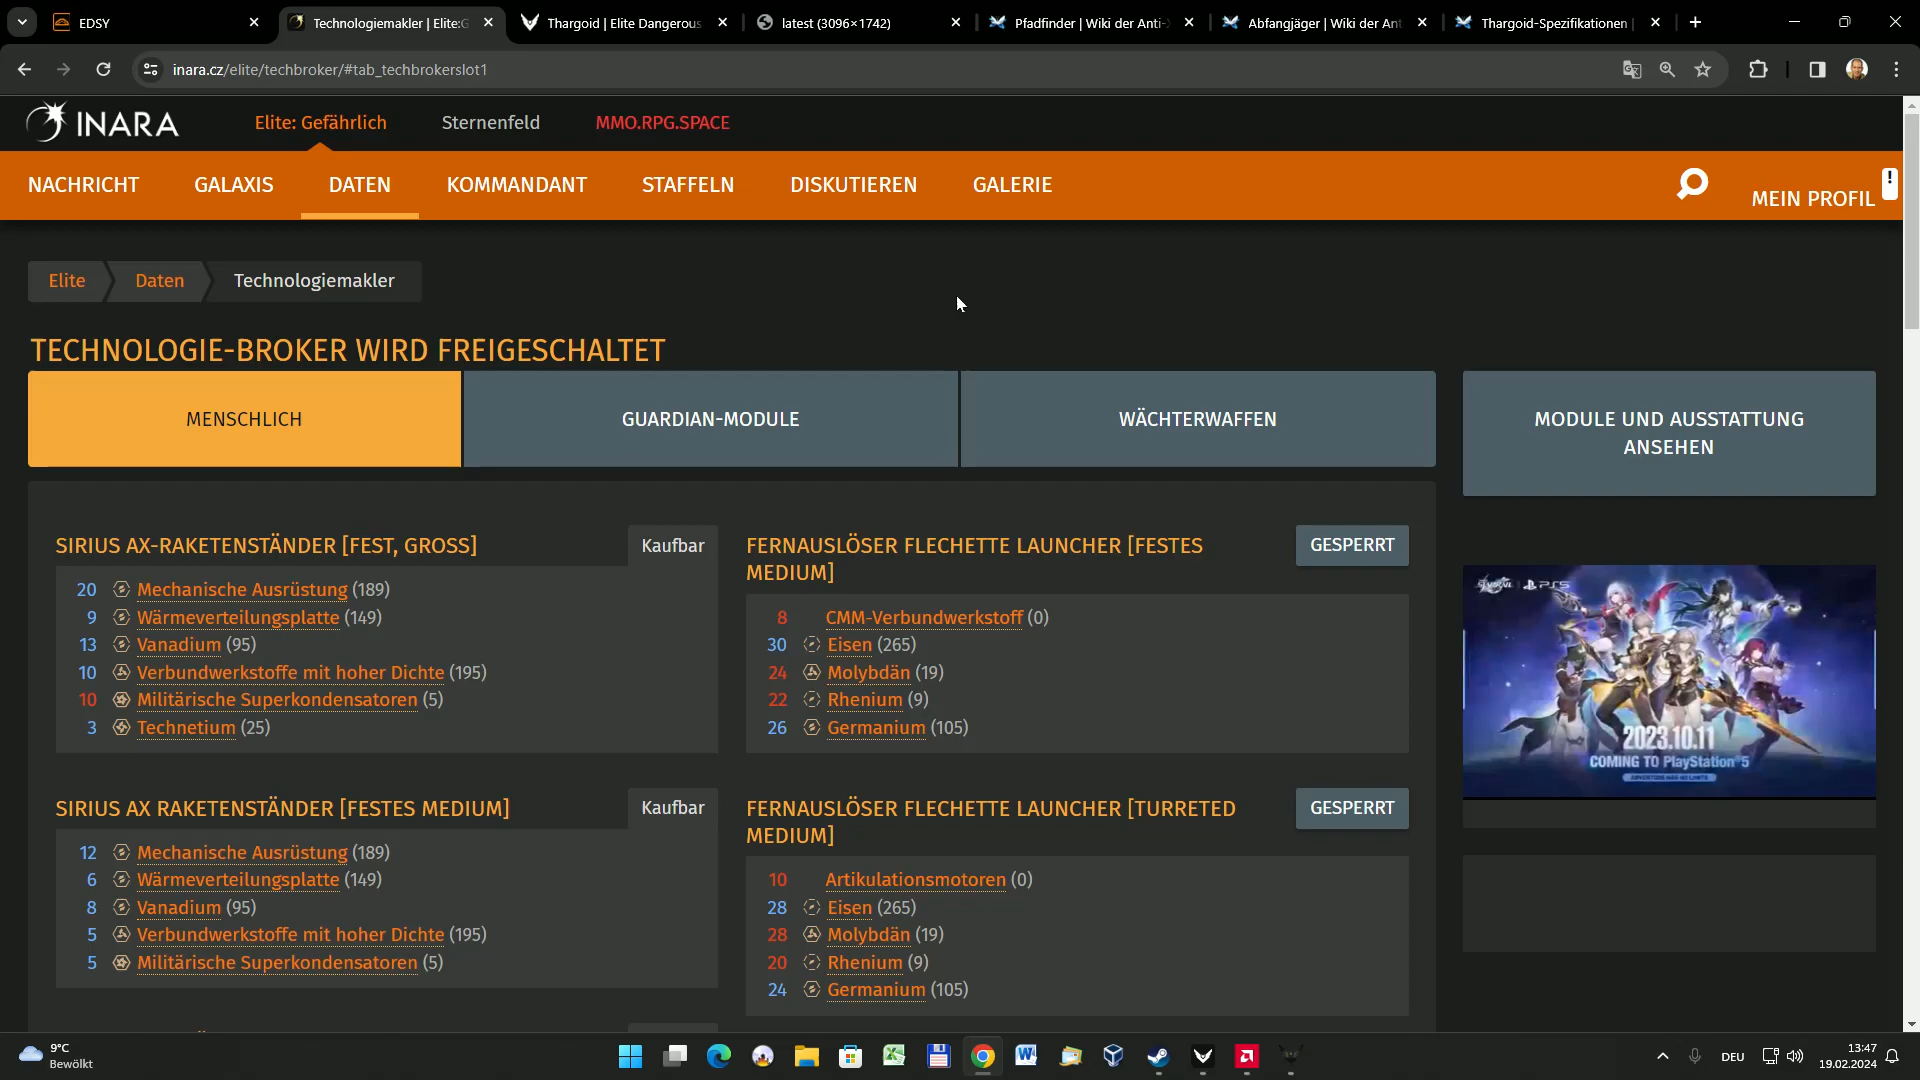 EDSY
Technologiemakler | Elite:G
Thargoid | Elite Dangerous
latest (3096×1742)
Pfadfinder | Wiki der Anti-
Abfangjäger | Wiki der Ant
Thargoid-Spezifikationen |
inara.cz/elite/techbroker/#tab_techbrokerslot1
INARA
Elite: Gefährlich
Sternenfeld
MMO.RPG.SPACE
NACHRICHT
GALAXIS
DATEN
KOMMANDANT
STAFFELN
DISKUTIEREN
GALERIE
MEIN PROFIL
!
Elite
Daten
Technologiemakler
TECHNOLOGIE-BROKER WIRD FREIGESCHALTET
MENSCHLICH
GUARDIAN-MODULE
WÄCHTERWAFFEN
MODULE UND AUSSTATTUNG
ANSEHEN
SIRIUS AX-RAKETENSTÄNDER [FEST, GROSS]
Kaufbar
20 Mechanische Ausrüstung (189)
9 Wärmeverteilungsplatte (149)
13 Vanadium (95)
10 Verbundwerkstoffe mit hoher Dichte (195)
10 Militärische Superkondensatoren (5)
3 Technetium (25)
FERNAUSLÖSER FLECHETTE LAUNCHER [FESTES
MEDIUM]
GESPERRT
8 CMM-Verbundwerkstoff (0)
30 Eisen (265)
24 Molybdän (19)
22 Rhenium (9)
26 Germanium (105)
PS5
2023.10.11
COMING TO PlayStation 5
SIRIUS AX RAKETENSTÄNDER [FESTES MEDIUM]
Kaufbar
12 Mechanische Ausrüstung (189)
6 Wärmeverteilungsplatte (149)
8 Vanadium (95)
5 Verbundwerkstoffe mit hoher Dichte (195)
5 Militärische Superkondensatoren (5)
FERNAUSLÖSER FLECHETTE LAUNCHER [TURRETED
MEDIUM]
GESPERRT
10 Artikulationsmotoren (0)
28 Eisen (265)
28 Molybdän (19)
20 Rhenium (9)
24 Germanium (105)
9°C
Bewölkt
DEU
13:47
19.02.2024